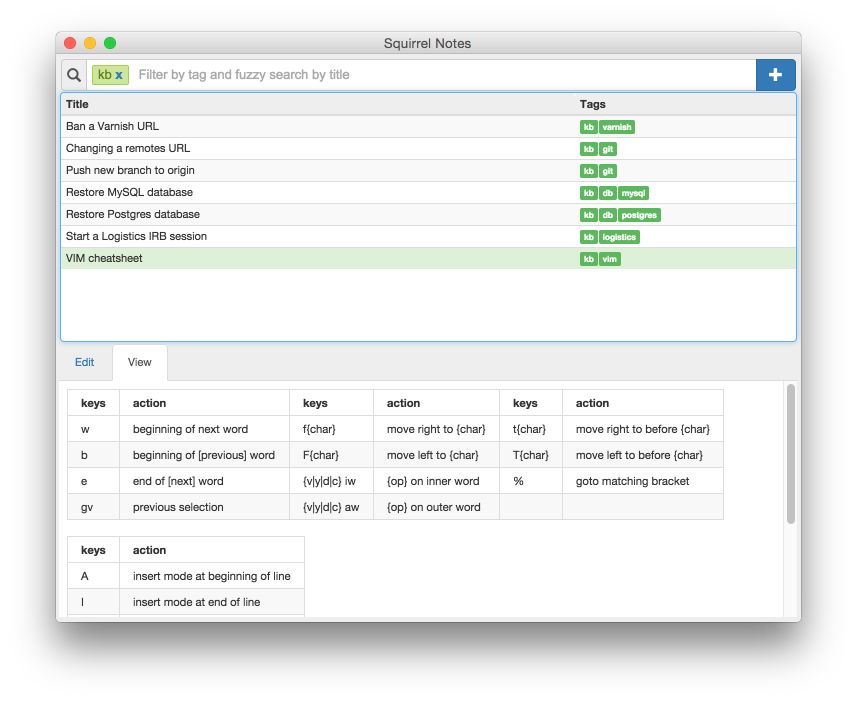 Squirrel Notes
kb x Filter by tag and fuzzy search by title
Title Tags
Ban a Varnish URL kb varnish
Changing a remotes URL kb git
Push new branch to origin kb git
Restore MySQL database kb db mysql
Restore Postgres database kb db postgres
Start a Logistics IRB session kb logistics
VIM cheatsheet kb vim
Edit View
keys action keys action keys action
w beginning of next word f{char} move right to {char} t{char} move right to before {char}
b beginning of [previous] word F{char} move left to {char} T{char} move left to before {char}
e end of [next] word {v|y|d|c} iw {op} on inner word % goto matching bracket
gv previous selection {v|y|d|c} aw {op} on outer word
keys action
A insert mode at beginning of line
I insert mode at end of line